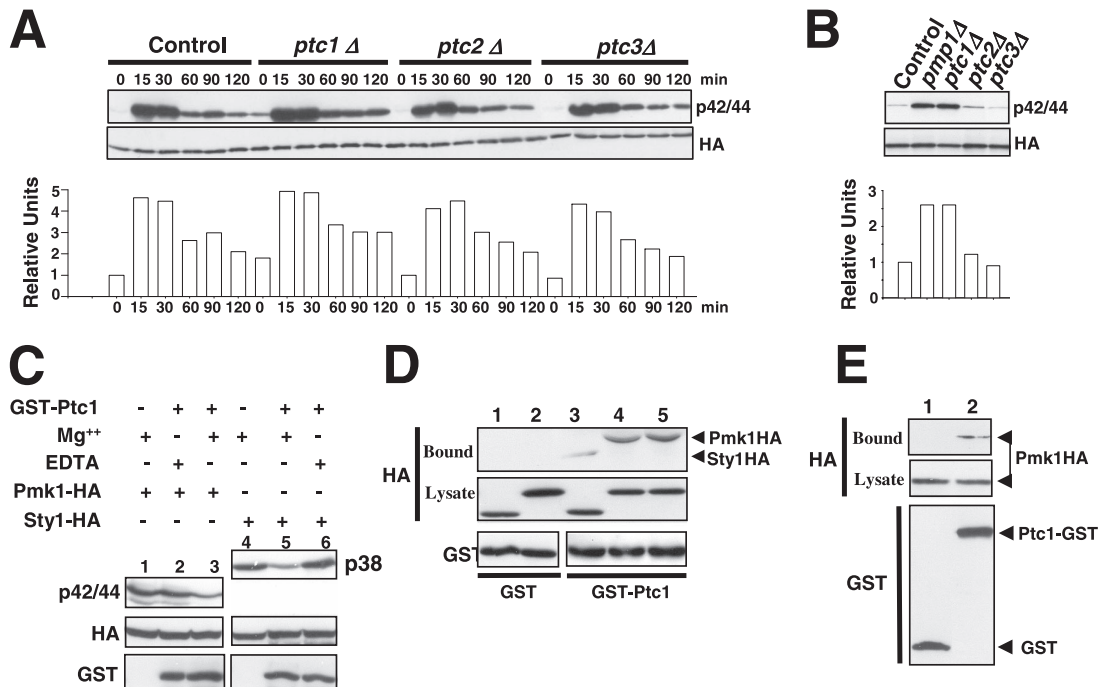 A
Control ptc1 Δ ptc2 Δ ptc3Δ
0 15 30 60 90 120 0 15 30 60 90 120 0 15 30 60 90 120 0 15 30 60 90 120 min
p42/44
HA
Relative Units
5
4
3
2
1
0
0 15 30 60 90 120 0 15 30 60 90 120 0 15 30 60 90 120 0 15 30 60 90 120 min
B
Control pmp1Δ ptc1Δ ptc2Δ ptc3Δ
p42/44
HA
Relative Units
3
2
1
0
C
GST-Ptc1 - + + - + +
Mg++ + - + + + -
EDTA - + - - - +
Pmk1-HA + + + - - -
Sty1-HA - - - + + +
4 5 6
p38
1 2 3
p42/44
HA
GST
D
1 2 3 4 5
HA
Bound
Pmk1HA
Sty1HA
Lysate
GST
GST GST-Ptc1
E
1 2
HA
Bound
Pmk1HA
Lysate
GST
Ptc1-GST
GST